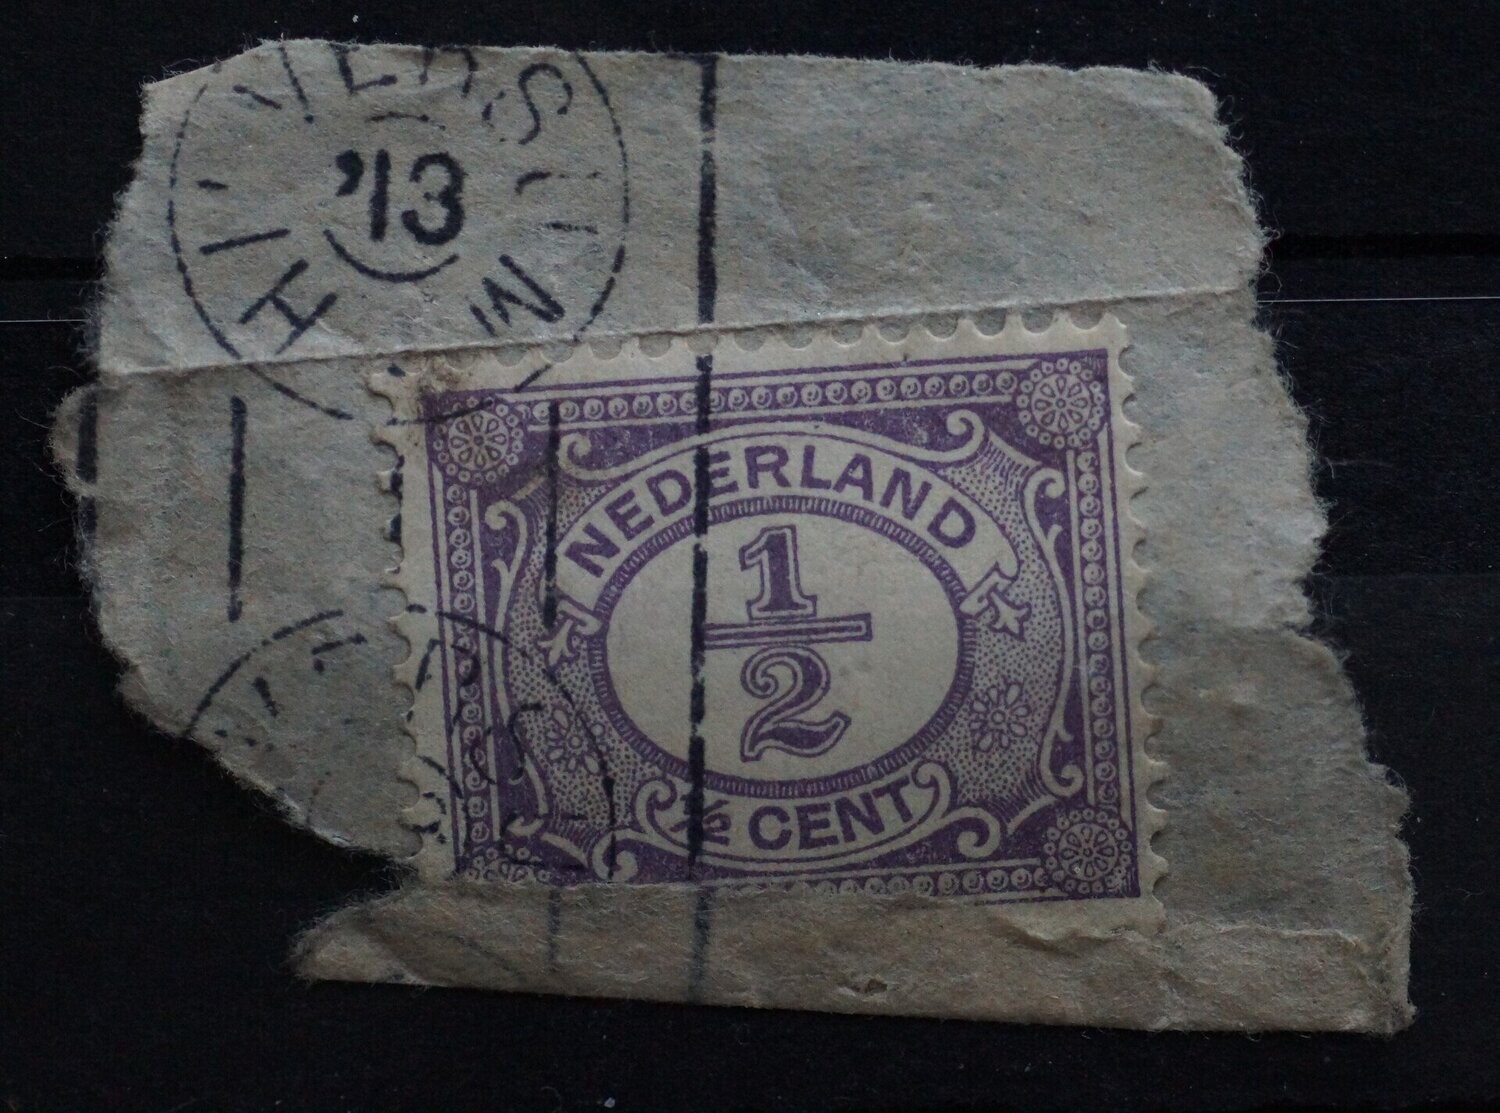 HILVERSUM
'13
NEDERLAND
1/2
½ CENT